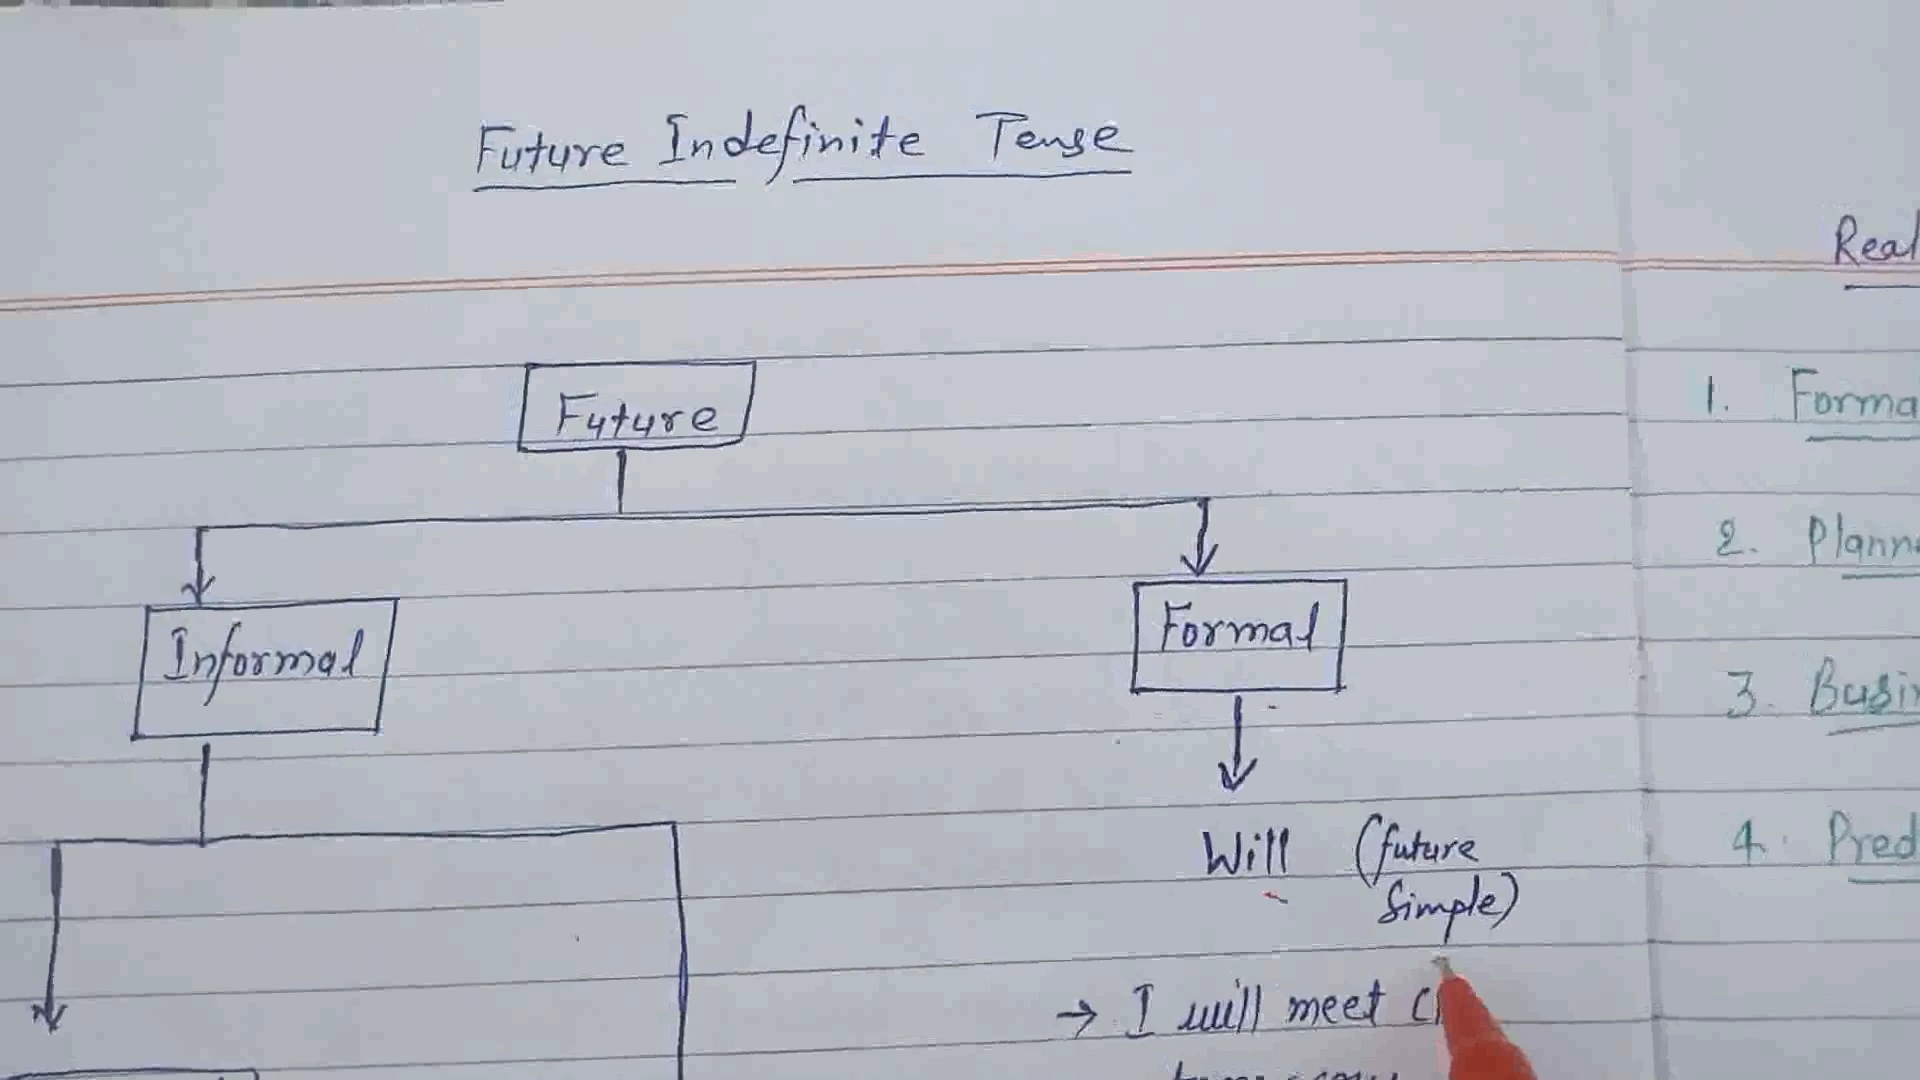 Future Indefinite Tense
Future
Informal
Formal
Will (future
simple)
→ I will meet
Real
1. Forma
2. Plann
3. Busin
4. Pred